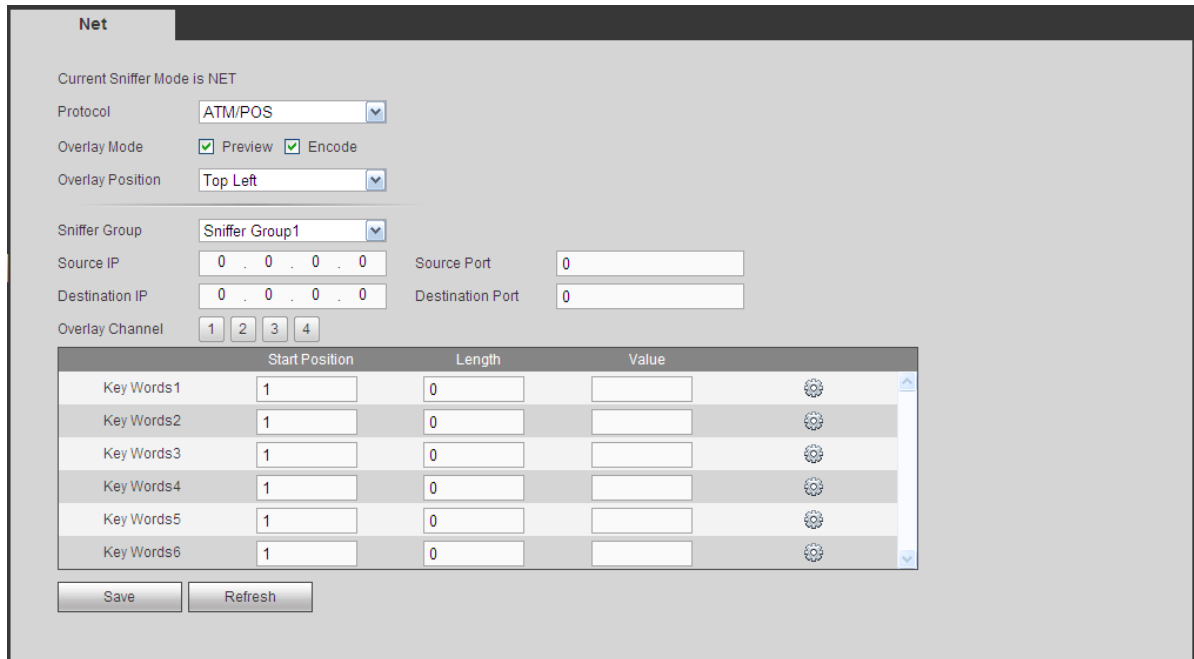 Net
Current Sniffer Mode is NET
Protocol ATM/POS
Overlay Mode Preview Encode
Overlay Position Top Left
Sniffer Group Sniffer Group1
Source IP 0 . 0 . 0 . 0 Source Port 0
Destination IP 0 . 0 . 0 . 0 Destination Port 0
Overlay Channel 1 2 3 4
Start Position Length Value
Key Words1 1 0
Key Words2 1 0
Key Words3 1 0
Key Words4 1 0
Key Words5 1 0
Key Words6 1 0
Save Refresh